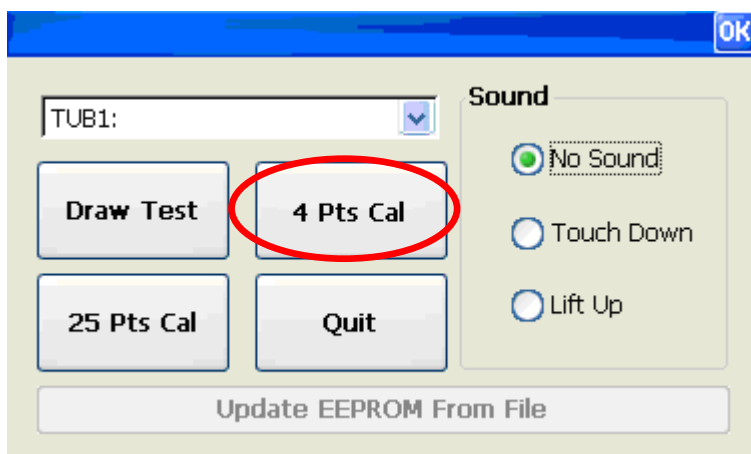 OK
TUB1:
Sound
No Sound
Draw Test
4 Pts Cal
Touch Down
25 Pts Cal
Quit
Lift Up
Update EEPROM From File